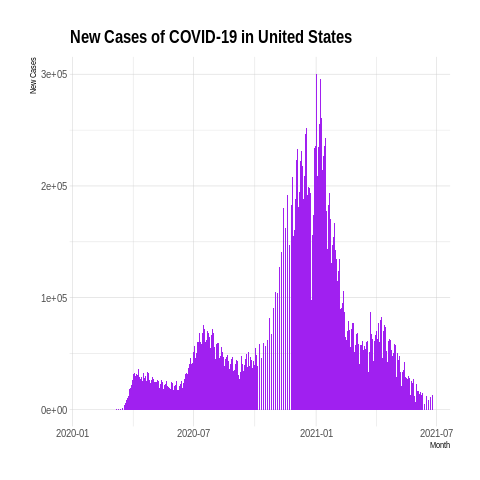 New Cases of COVID-19 in United States
New Cases
3e+05
2e+05
1e+05
0e+00
2020-01 2020-07 2021-01 2021-07
Month